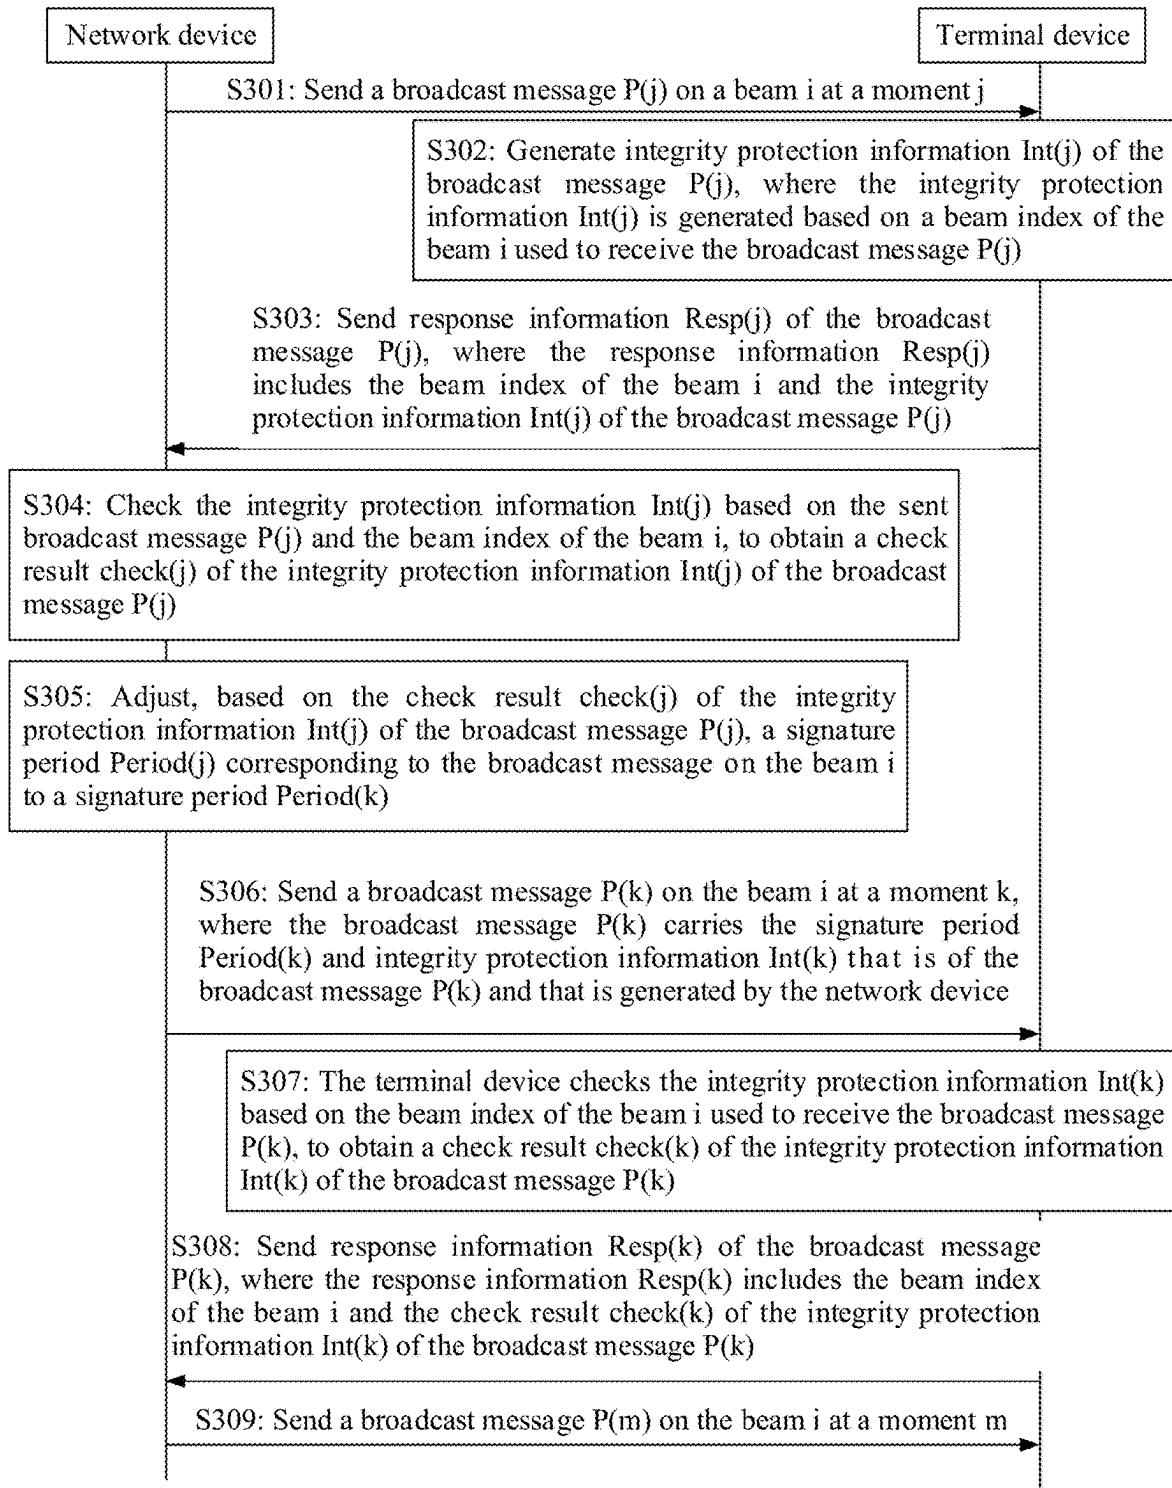 Network device
Terminal device
S301: Send a broadcast message P(j) on a beam i at a moment j
S302: Generate integrity protection information Int(j) of the
broadcast message P(j), where the integrity protection
information Int(j) is generated based on a beam index of the
beam i used to receive the broadcast message P(j)
S303: Send response information Resp(j) of the broadcast
message P(j), where the response information Resp(j)
includes the beam index of the beam i and the integrity
protection information Int(j) of the broadcast message P(j)
S304: Check the integrity protection information Int(j) based on the sent
broadcast message P(j) and the beam index of the beam i, to obtain a check
result check(j) of the integrity protection information Int(j) of the broadcast
message P(j)
S305: Adjust, based on the check result check(j) of the integrity
protection information Int(j) of the broadcast message P(j), a signature
period Period(j) corresponding to the broadcast message on the beam i
to a signature period Period(k)
S306: Send a broadcast message P(k) on the beam i at a moment k,
where the broadcast message P(k) carries the signature period
Period(k) and integrity protection information Int(k) that is of the
broadcast message P(k) and that is generated by the network device
S307: The terminal device checks the integrity protection information Int(k)
based on the beam index of the beam i used to receive the broadcast message
P(k), to obtain a check result check(k) of the integrity protection information
Int(k) of the broadcast message P(k)
S308: Send response information Resp(k) of the broadcast message
P(k), where the response information Resp(k) includes the beam index
of the beam i and the check result check(k) of the integrity protection
information Int(k) of the broadcast message P(k)
S309: Send a broadcast message P(m) on the beam i at a moment m